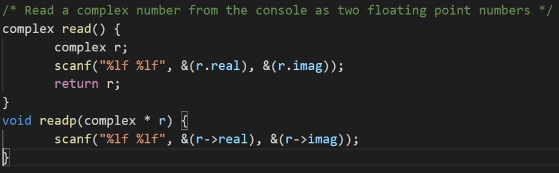 /* Read a complex number from the console as two floating point numbers */
complex read() {
complex r;
scanf("%lf %lf", &(r.real), &(r.imag));
return r;
}
void readp(complex * r) {
scanf("%lf %lf", &(r->real), &(r->imag));
}